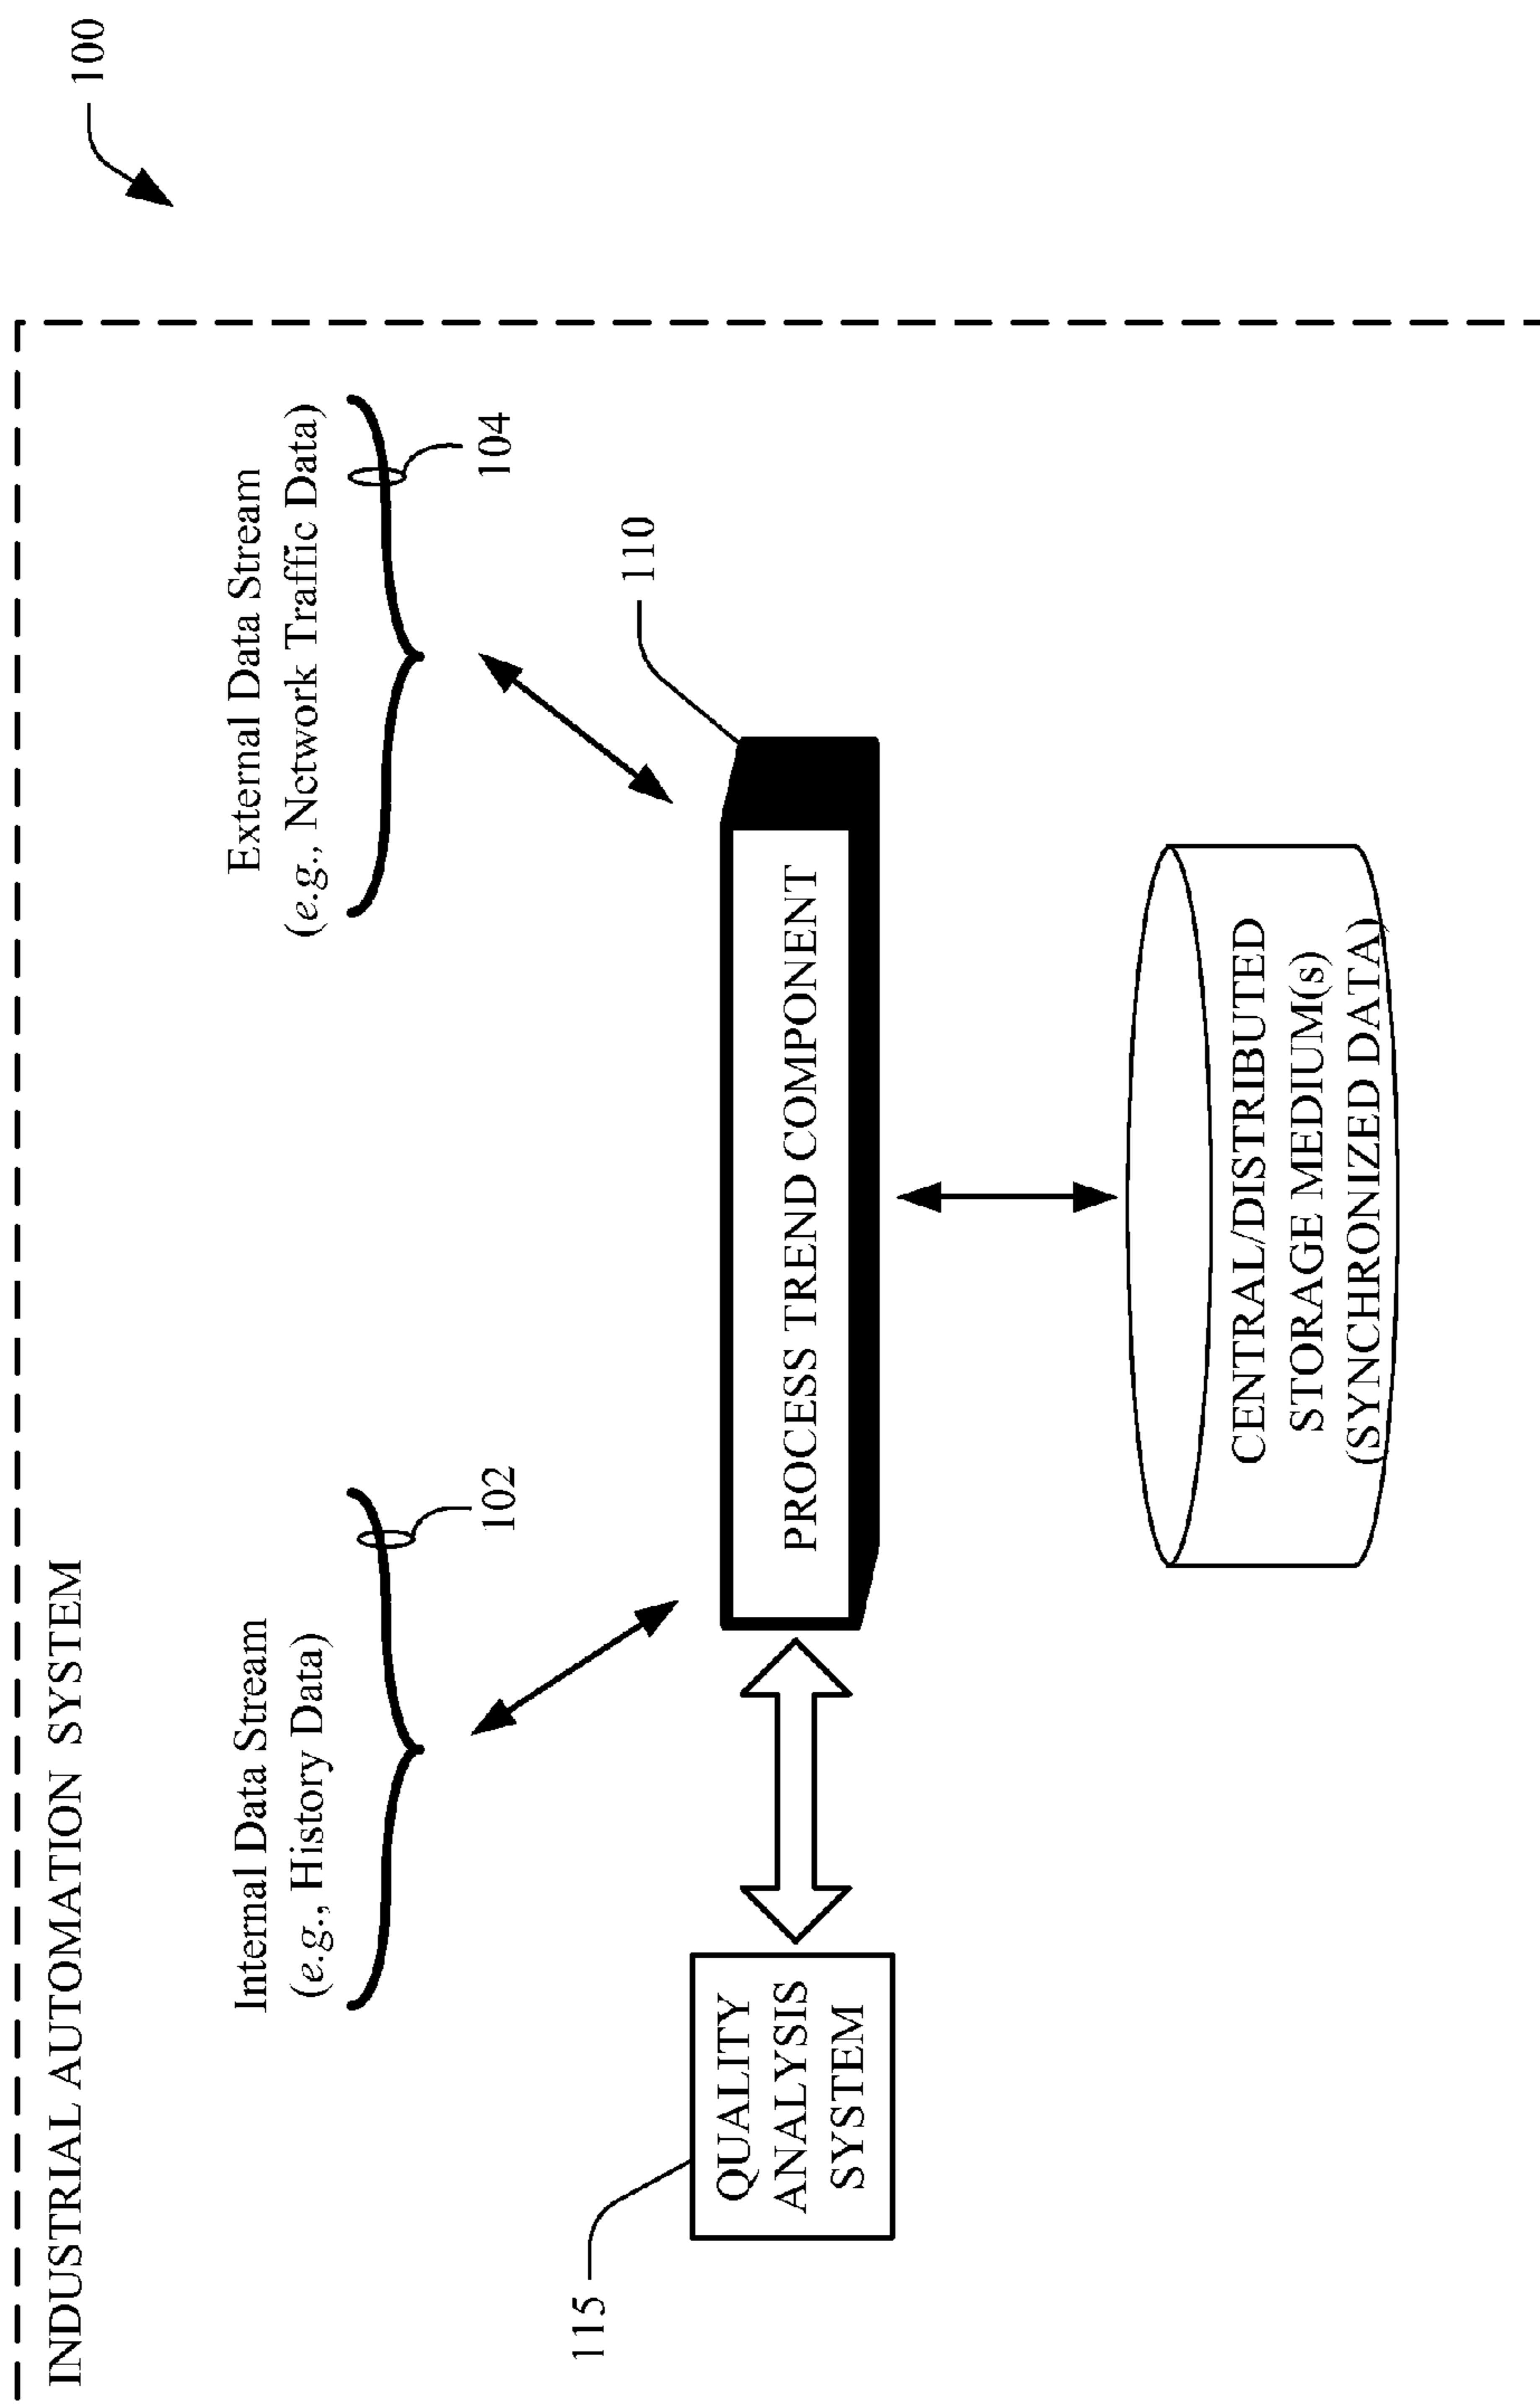 100
INDUSTRIAL AUTOMATION SYSTEM
Internal Data Stream
(e.g., History Data)
102
External Data Stream
(e.g., Network Traffic Data)
104
110
115
QUALITY
ANALYSIS
SYSTEM
PROCESS TREND COMPONENT
CENTRAL/DISTRIBUTED
STORAGE MEDIUM(s)
(SYNCHRONIZED DATA)